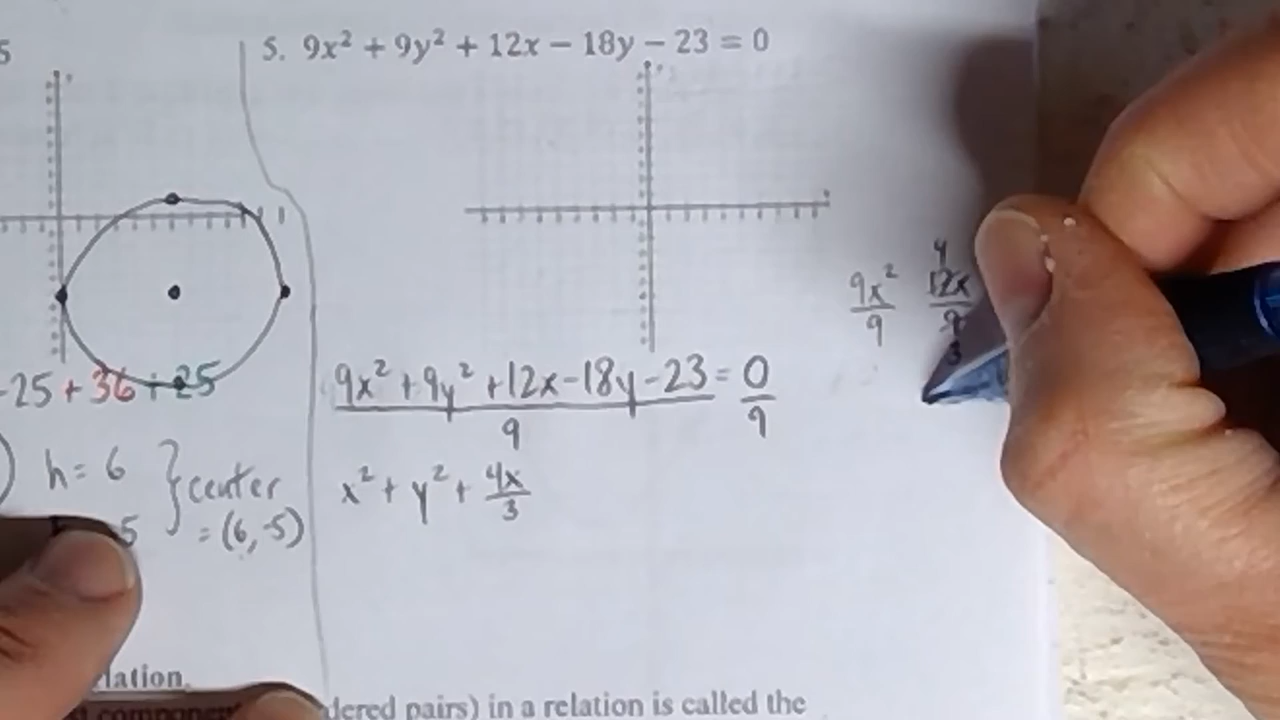 5
5. 9x² + 9y² + 12x − 18y − 23 = 0
9x²/9 12x/9 4 3
-25 + 36 + 25
(9x² + 9y² + 12x - 18y - 23)/9 = 0/9
h = 6 } center
5 = (6, -5)
x² + y² + 4x/3
lation.
dered pairs) in a relation is called the